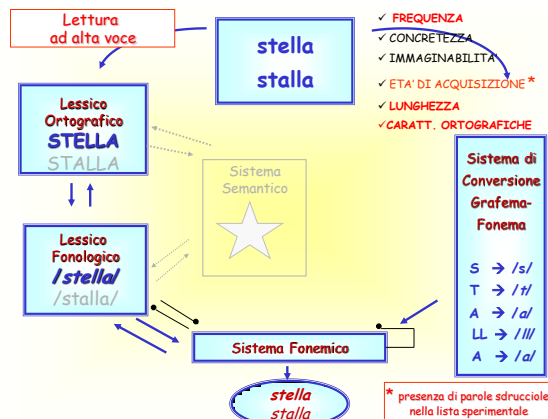 Lettura
ad alta voce
stella
stalla
✓ FREQUENZA
✓ CONCRETEZZA
✓ IMMAGINABILITA'
✓ ETA' DI ACQUISIZIONE *
✓ LUNGHEZZA
✓ CARATT. ORTOGRAFICHE
Lessico
Ortografico
STELLA
STALLA
Sistema
Semantico
Sistema di
Conversione
Grafema-
Fonema
S → /s/
T → /t/
A → /a/
LL → /ll/
A → /a/
Lessico
Fonologico
/stella/
/stalla/
Sistema Fonemico
stella
stalla
* presenza di parole sdrucciole
nella lista sperimentale